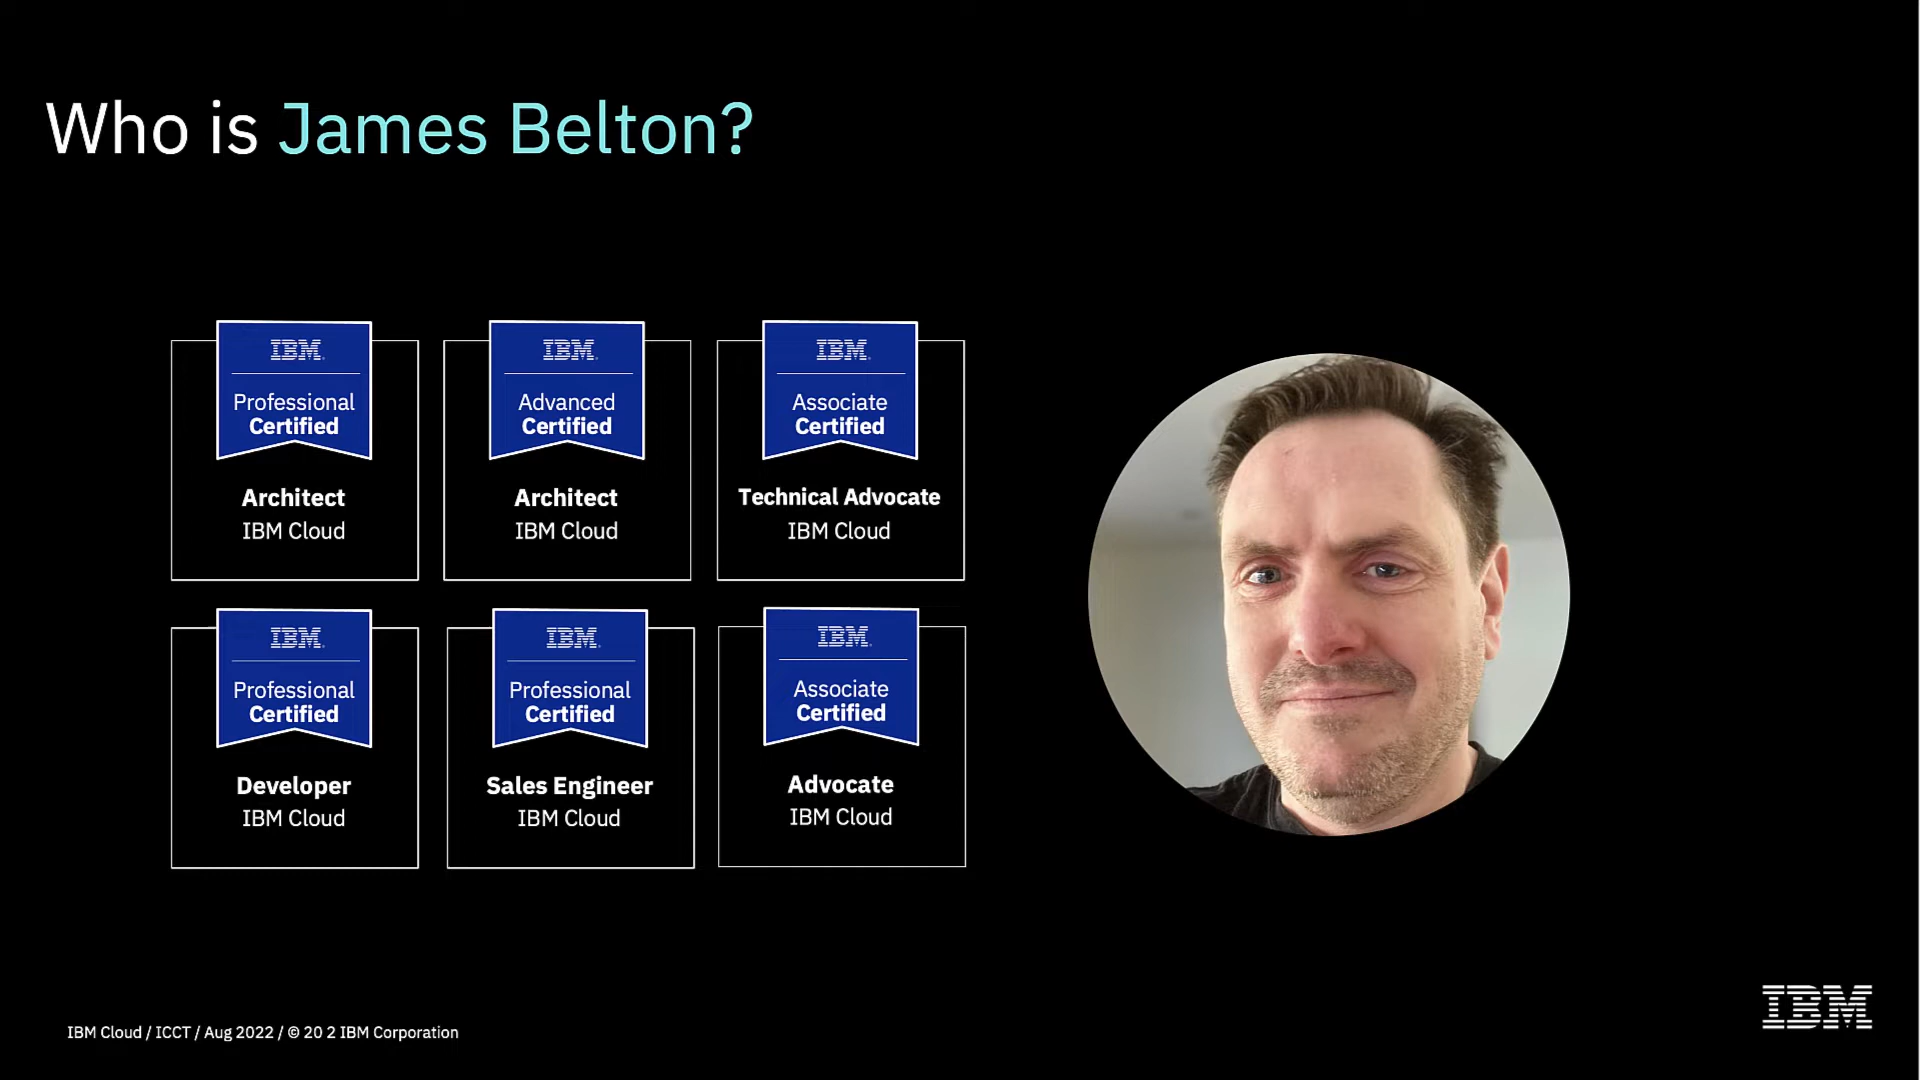 Who is James Belton?
IBM
Professional
Certified
Architect
IBM Cloud
IBM
Advanced
Certified
Architect
IBM Cloud
IBM
Associate
Certified
Technical Advocate
IBM Cloud
IBM
Professional
Certified
Developer
IBM Cloud
IBM
Professional
Certified
Sales Engineer
IBM Cloud
IBM
Associate
Certified
Advocate
IBM Cloud
IBM Cloud / ICCT / Aug 2022 / © 20 2 IBM Corporation
IBM